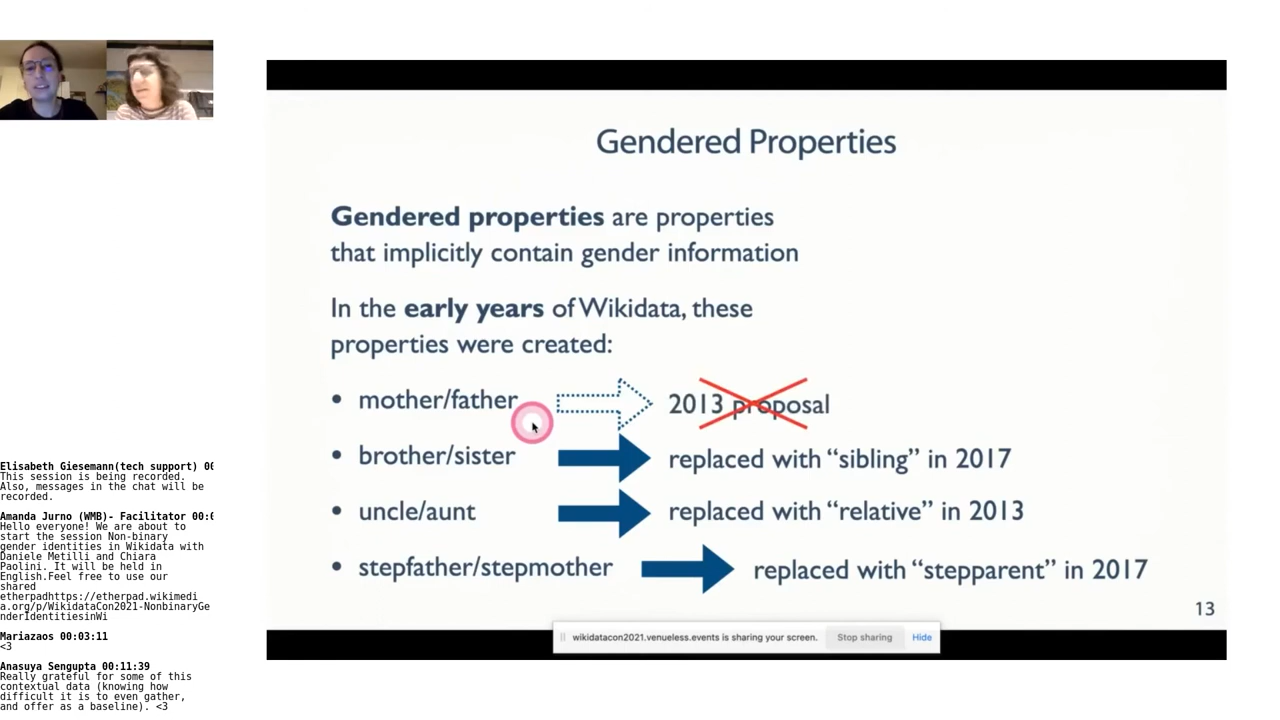 Gendered Properties
Gendered properties are properties
that implicitly contain gender information
In the early years of Wikidata, these
properties were created:
• mother/father
2013 proposal
• brother/sister
replaced with “sibling” in 2017
• uncle/aunt
replaced with “relative” in 2013
• stepfather/stepmother
replaced with “stepparent” in 2017
13
wikidatacon2021.venueless.events is sharing your screen.
Stop sharing
Hide
Elisabeth Giesemann(tech support)
This session is being recorded.
Also, messages in the chat will be
recorded.
Amanda Jurno (WMB)- Facilitator
Hello everyone! We are about to
start the session Non-binary
gender identities in Wikidata with
Daniele Metilli and Chiara
Paolini. It will be held in
English.Feel free to use our
shared
etherpadhttps://etherpad.wikimedi
a.org/p/WikidataCon2021-NonbinaryGe
nderIdentitiesinWi
Mariazaos 00:03:11
<3
Anasuya Sengupta 00:11:39
Really grateful for some of this
contextual data (knowing how
difficult it is to even gather,
and offer as a baseline). <3